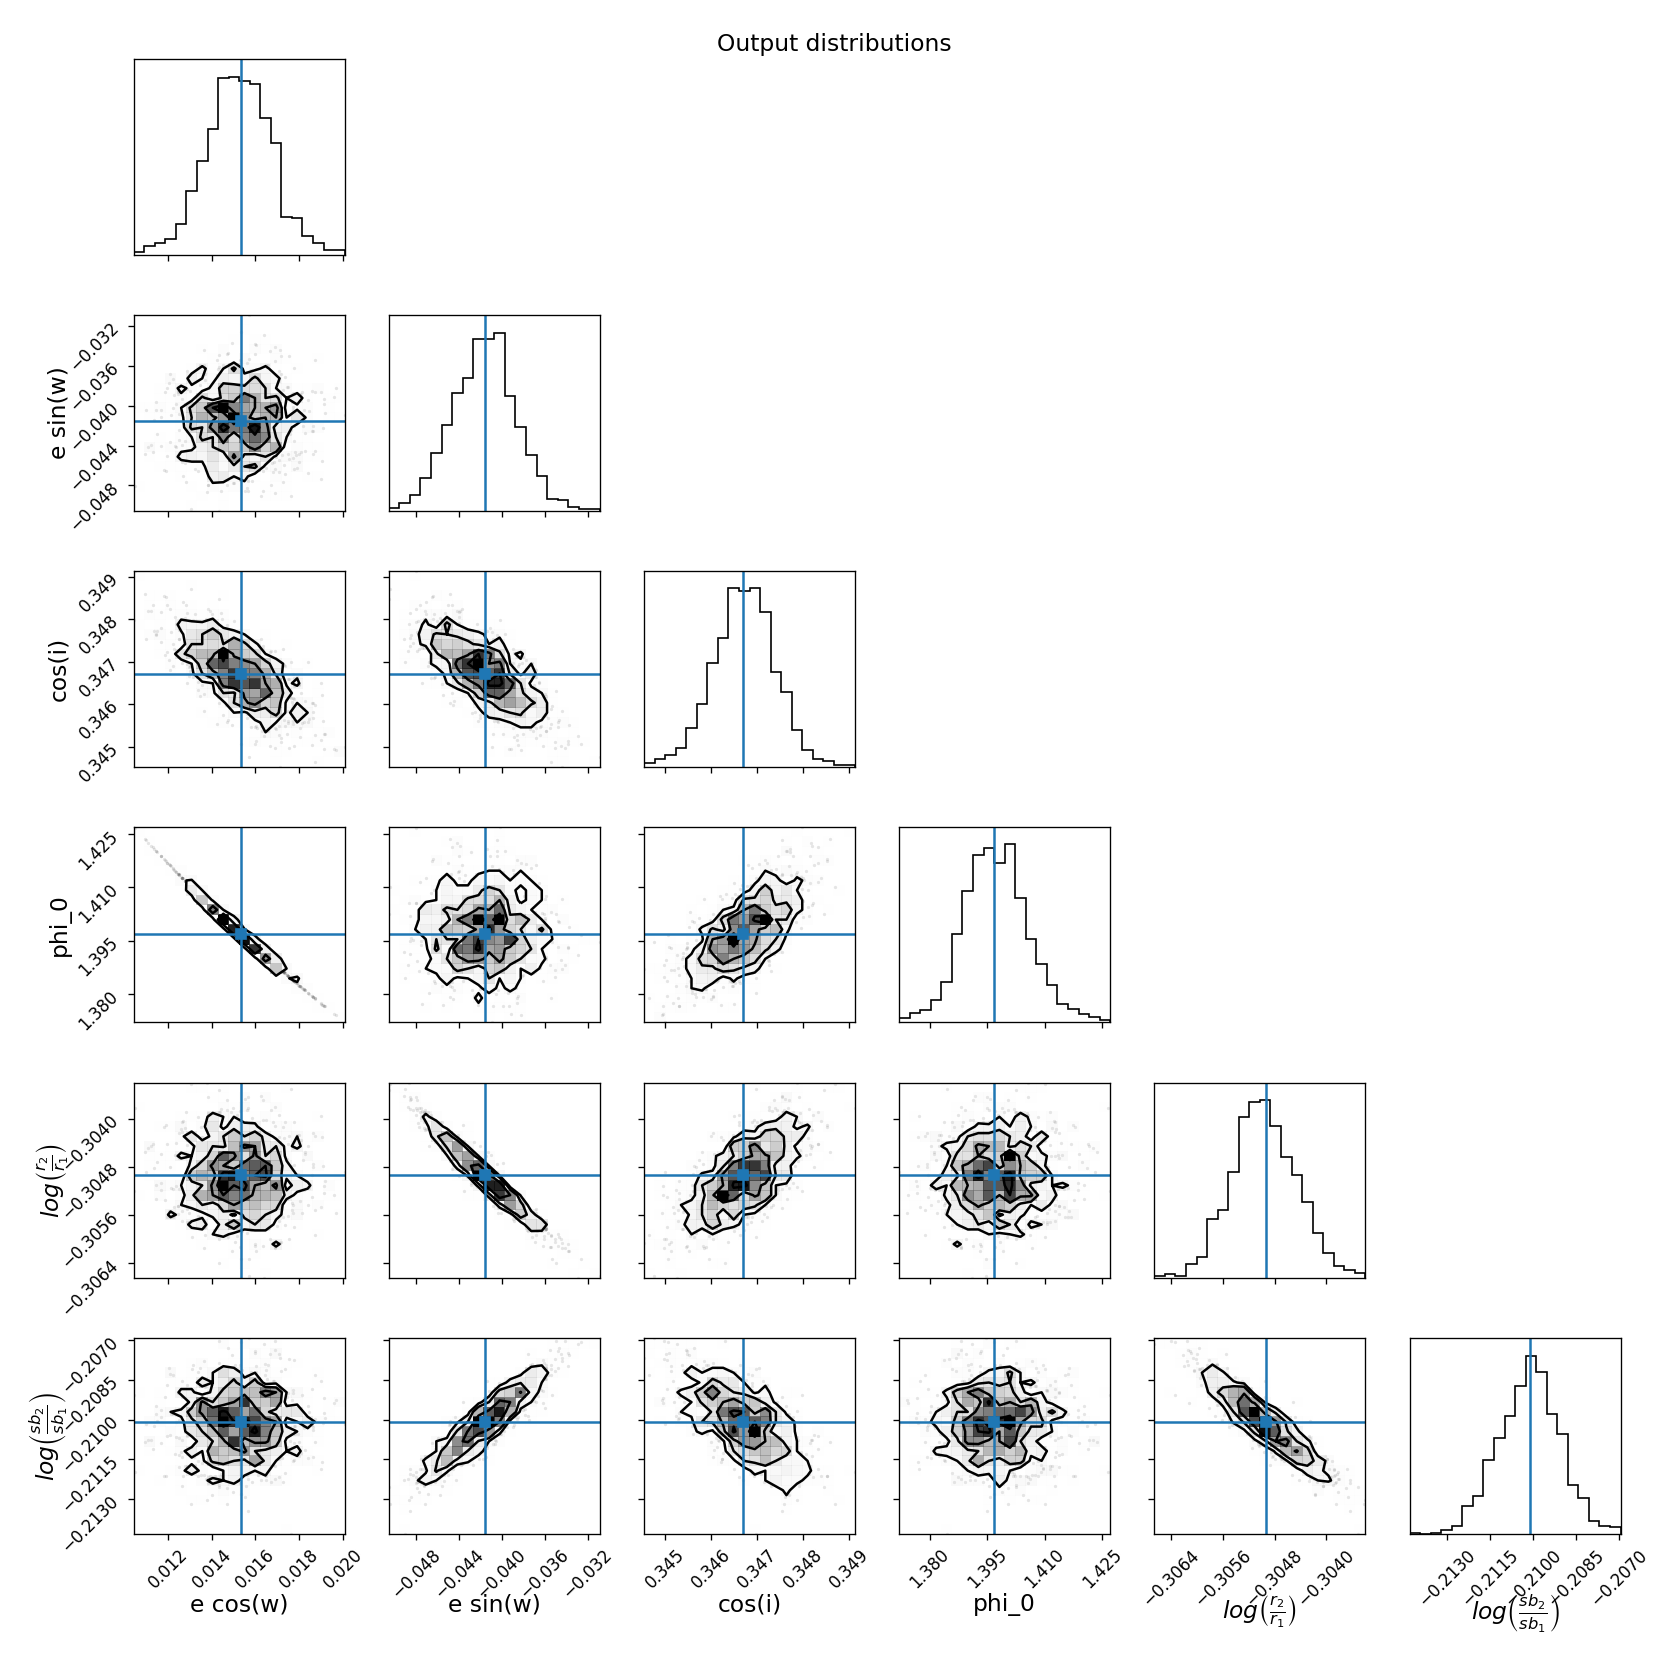 Output distributions
e sin(w)
−0.032
−0.036
−0.040
−0.044
−0.048
cos(i)
0.349
0.348
0.347
0.346
0.345
phi_0
1.425
1.410
1.395
1.380
log(r₂/r₁)
−0.3040
−0.3048
−0.3056
−0.3064
log(sb₂/sb₁)
−0.2070
−0.2085
−0.2100
−0.2115
−0.2130
0.012 0.014 0.016 0.018 0.020
e cos(w)
−0.048 −0.044 −0.040 −0.036 −0.032
e sin(w)
0.345 0.346 0.347 0.348 0.349
cos(i)
1.380 1.395 1.410 1.425
phi_0
−0.3064 −0.3056 −0.3048 −0.3040
log(r₂/r₁)
−0.2130 −0.2115 −0.2100 −0.2085 −0.2070
log(sb₂/sb₁)